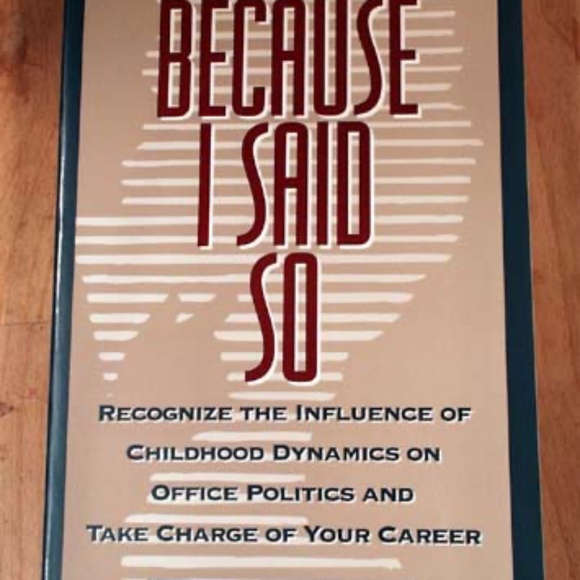 BECAUSE
I SAID
SO
RECOGNIZE THE INFLUENCE OF
CHILDHOOD DYNAMICS ON
OFFICE POLITICS AND
TAKE CHARGE OF YOUR CAREER